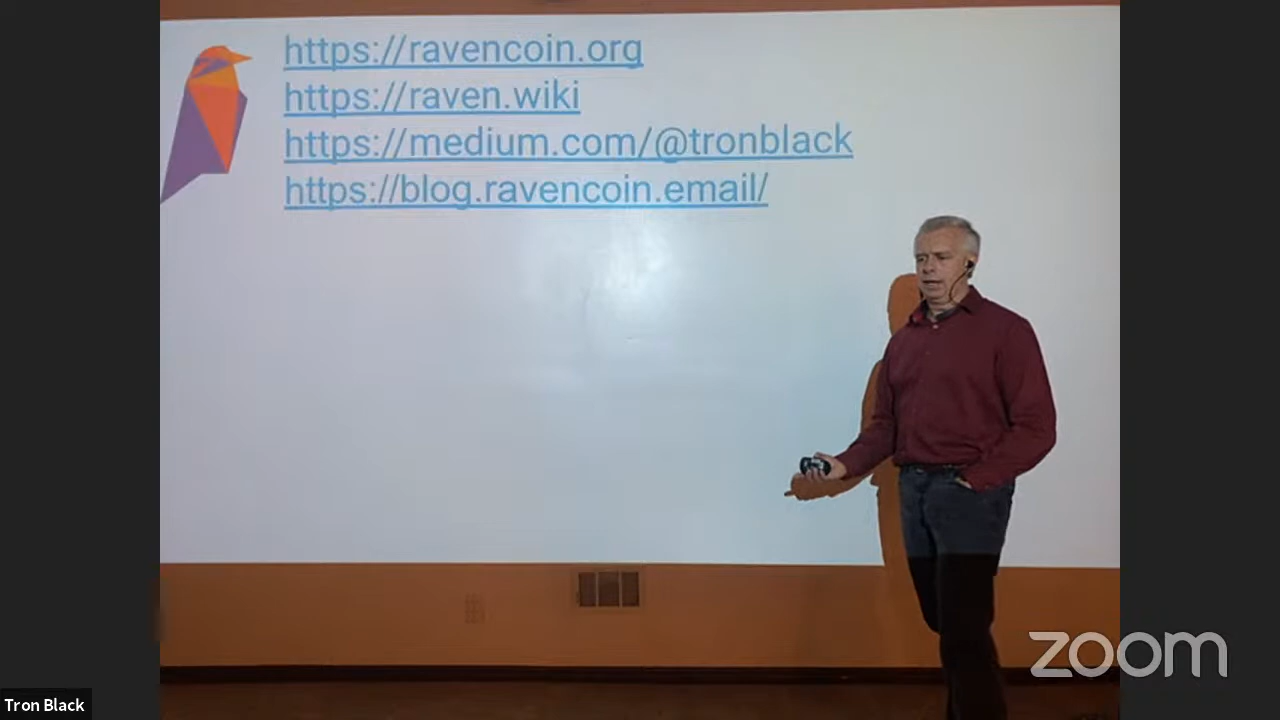 https://ravencoin.org
https://raven.wiki
https://medium.com/@tronblack
https://blog.ravencoin.email/
zoom
Tron Black